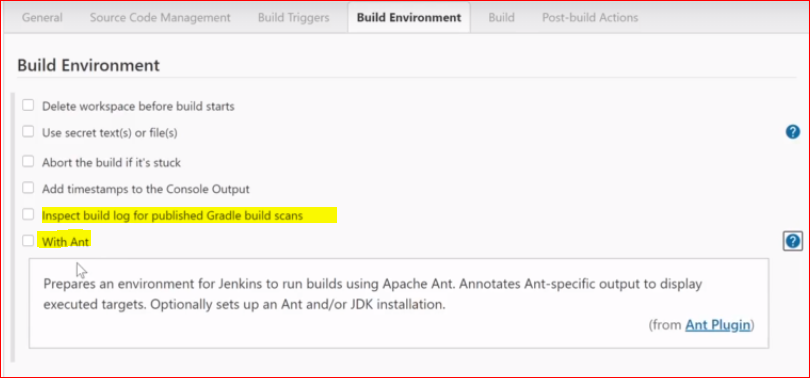 General Source Code Management Build Triggers Build Environment Build Post-build Actions
Build Environment
Delete workspace before build starts
Use secret text(s) or file(s)
Abort the build if it's stuck
Add timestamps to the Console Output
Inspect build log for published Gradle build scans
With Ant
Prepares an environment for Jenkins to run builds using Apache Ant. Annotates Ant-specific output to display
executed targets. Optionally sets up an Ant and/or JDK installation.
(from Ant Plugin)